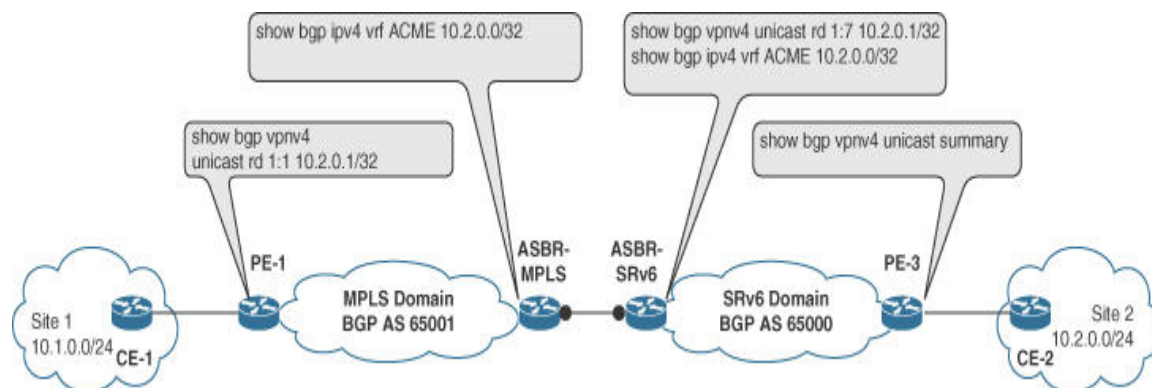 show bgp ipv4 vrf ACME 10.2.0.0/32
show bgp vpnv4 unicast rd 1:7 10.2.0.1/32
show bgp ipv4 vrf ACME 10.2.0.0/32
show bgp vpnv4
unicast rd 1:1 10.2.0.1/32
show bgp vpnv4 unicast summary
PE-1
ASBR-
MPLS
ASBR-
SRv6
PE-3
Site 1
10.1.0.0/24
CE-1
MPLS Domain
BGP AS 65001
SRv6 Domain
BGP AS 65000
Site 2
10.2.0.0/24
CE-2